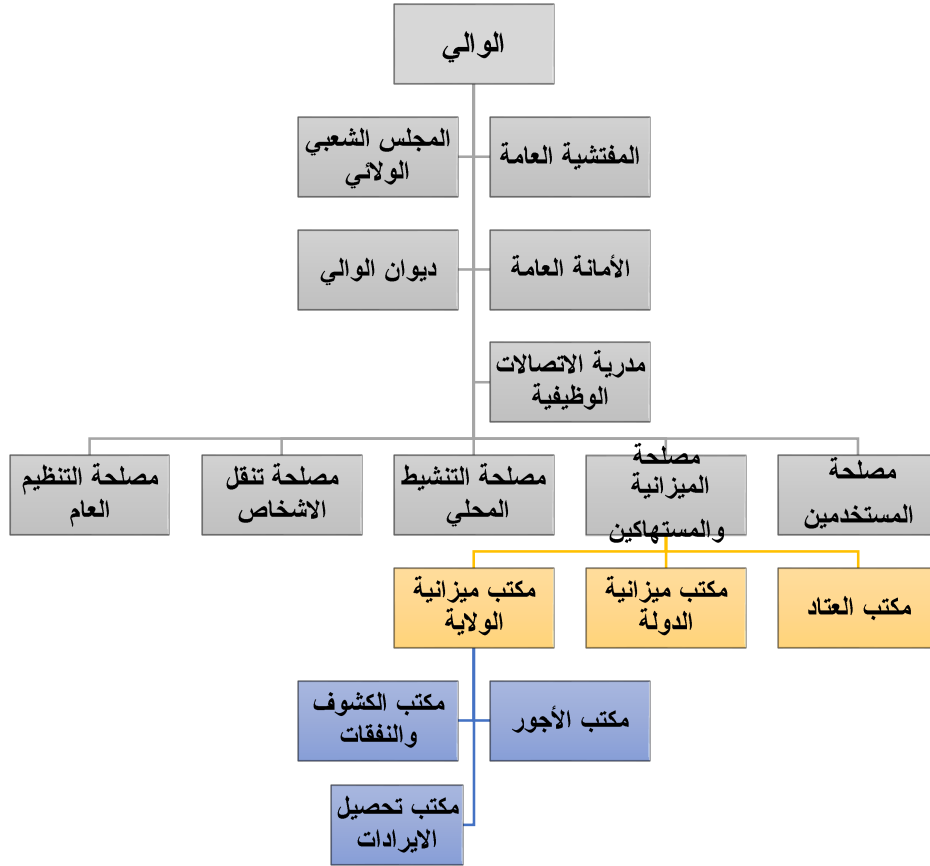 الوالي
المفتشية العامة
المجلس الشعبي
الولائي
الأمانة العامة
ديوان الوالي
مدرية الاتصالات
الوظيفية
مصلحة
المستخدمين
مصلحة
الميزانية
والمستهاكين
مصلحة التنشيط
المحلي
مصلحة تنقل
الاشخاص
مصلحة التنظيم
العام
مكتب العتاد
مكتب ميزانية
الدولة
مكتب ميزانية
الولاية
مكتب الأجور
مكتب الكشوف
والنفقات
مكتب تحصيل
الايرادات